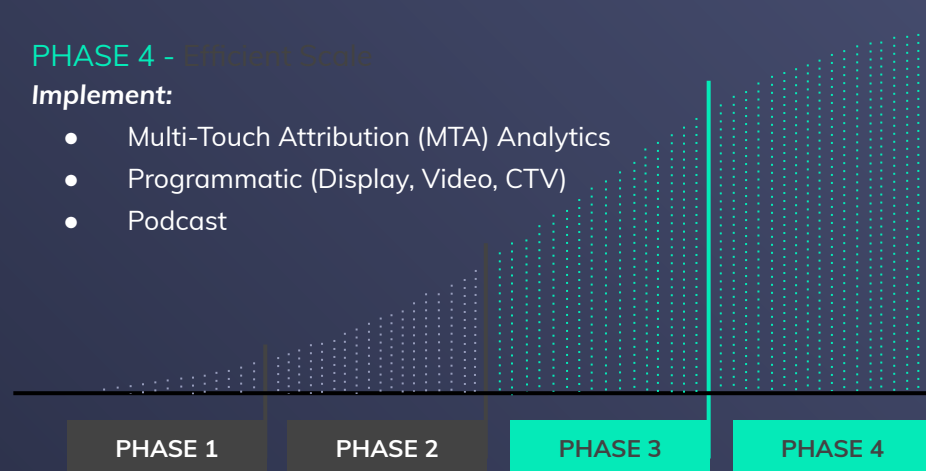 PHASE 4 - Efficient Scale
Implement:
● Multi-Touch Attribution (MTA) Analytics
● Programmatic (Display, Video, CTV)
● Podcast
PHASE 1 PHASE 2 PHASE 3 PHASE 4